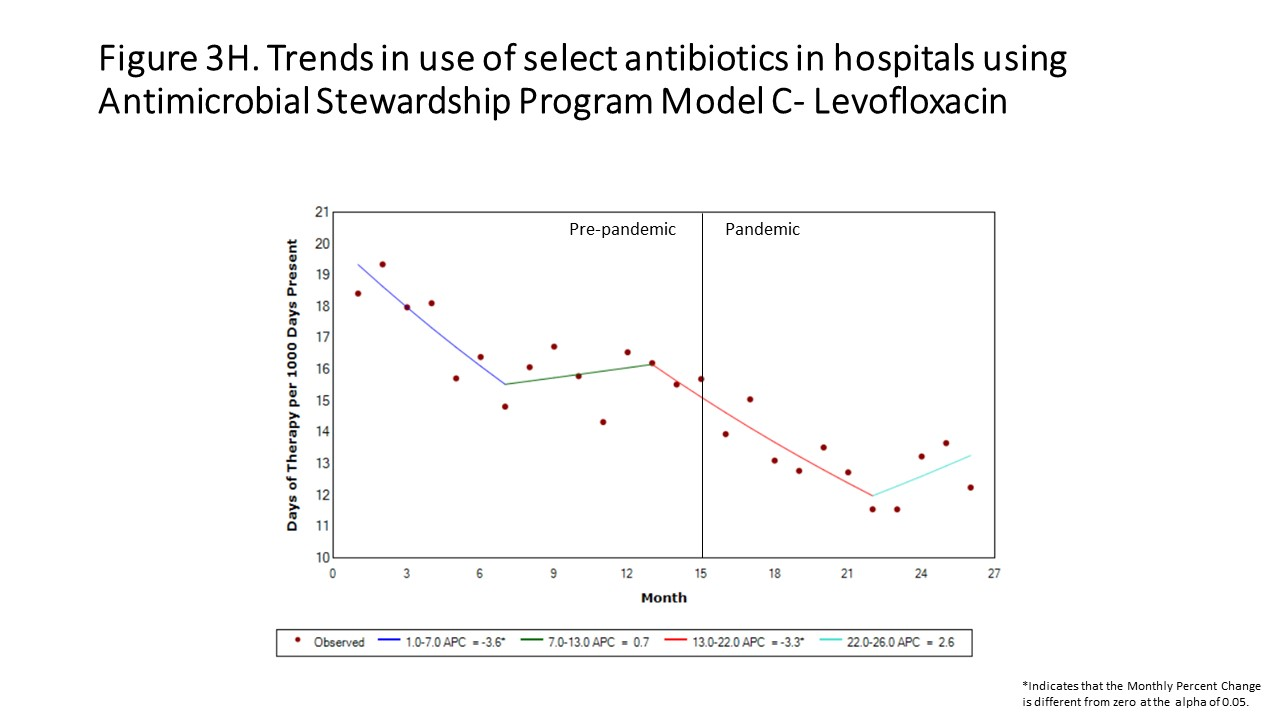 Figure 3H. Trends in use of select antibiotics in hospitals using
Antimicrobial Stewardship Program Model C- Levofloxacin
Pre-pandemic
Pandemic
Days of Therapy per 1000 Days Present
21
20
19
18
17
16
15
14
13
12
11
10
0 3 6 9 12 15 18 21 24 27
Month
Observed 1.0-7.0 APC = -3.6* 7.0-13.0 APC = 0.7 13.0-22.0 APC = -3.3* 22.0-26.0 APC = 2.6
*Indicates that the Monthly Percent Change
is different from zero at the alpha of 0.05.